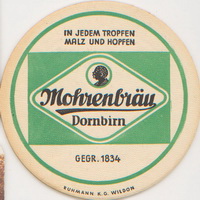 IN JEDEM TROPFEN
MALZ UND HOPFEN
Mohrenbräu
Dornbirn
GEGR. 1834
RUHMANN K.G. WILDON